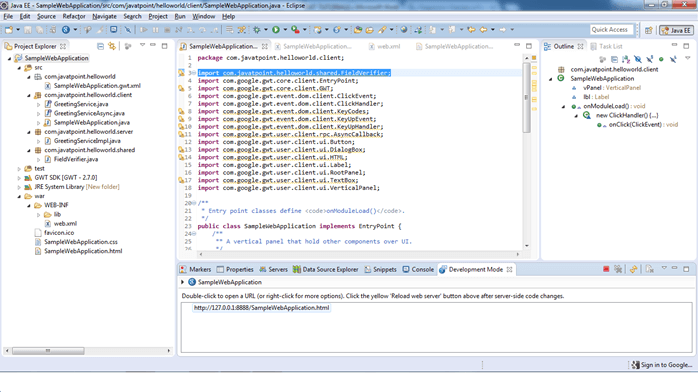 Java EE - SampleWebApplication/src/com/javatpoint/helloworld/client/SampleWebApplication.java - Eclipse
File Edit Source Refactor Navigate Search Project Run Window Help
Quick Access
Java EE
Project Explorer
SampleWebApplication
src
com.javatpoint.helloworld
SampleWebApplication.gwt.xml
com.javatpoint.helloworld.client
GreetingService.java
GreetingServiceAsync.java
SampleWebApplication.java
com.javatpoint.helloworld.server
GreetingServiceImpl.java
com.javatpoint.helloworld.shared
FieldVerifier.java
test
GWT SDK [GWT - 2.7.0]
JRE System Library [New folder]
war
WEB-INF
lib
web.xml
favicon.ico
SampleWebApplication.css
SampleWebApplication.html
SampleWebApplication....
SampleWebApplication....
web.xml
SampleWebApplication....
1 package com.javatpoint.helloworld.client;
2
3 import com.javatpoint.helloworld.shared.FieldVerifier;
4 import com.google.gwt.core.client.EntryPoint;
5 import com.google.gwt.core.client.GWT;
6 import com.google.gwt.event.dom.client.ClickEvent;
7 import com.google.gwt.event.dom.client.ClickHandler;
8 import com.google.gwt.event.dom.client.KeyCodes;
9 import com.google.gwt.event.dom.client.KeyUpEvent;
10 import com.google.gwt.event.dom.client.KeyUpHandler;
11 import com.google.gwt.user.client.rpc.AsyncCallback;
12 import com.google.gwt.user.client.ui.Button;
13 import com.google.gwt.user.client.ui.DialogBox;
14 import com.google.gwt.user.client.ui.HTML;
15 import com.google.gwt.user.client.ui.Label;
16 import com.google.gwt.user.client.ui.RootPanel;
17 import com.google.gwt.user.client.ui.TextBox;
18 import com.google.gwt.user.client.ui.VerticalPanel;
19
20 /**
21 * Entry point classes define <code>onModuleLoad()</code>.
22 */
23 public class SampleWebApplication implements EntryPoint {
24 /**
25 ** A vertical panel that hold other components over UI.
26 */
Outline
Task List
com.javatpoint.helloworld.client
SampleWebApplication
vPanel : VerticalPanel
lbl : Label
onModuleLoad() : void
new ClickHandler() {...}
onClick(ClickEvent) : void
Markers Properties Servers Data Source Explorer Snippets Console Development Mode
SampleWebApplication
Double-click to open a URL (or right-click for more options). Click the yellow 'Reload web server' button above after server-side code changes.
http://127.0.0.1:8888/SampleWebApplication.html
Sign in to Google...